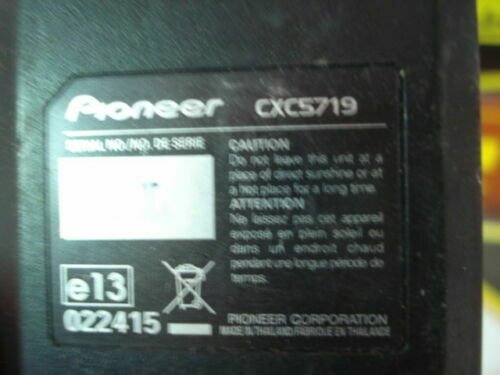 Pioneer CXC5719
SERIAL NO./NO. DE SERIE
CAUTION
Do not leave this unit at a
place of direct sunshine or at
a hot place for a long time.
ATTENTION
Ne laissez pas cet appareil
exposé en plein soleil ou
dans un endroit chaud
pendant une longue période de
temps.
e13
022415
PIONEER CORPORATION
MADE IN THAILAND/FABRIQUE EN THAILANDE